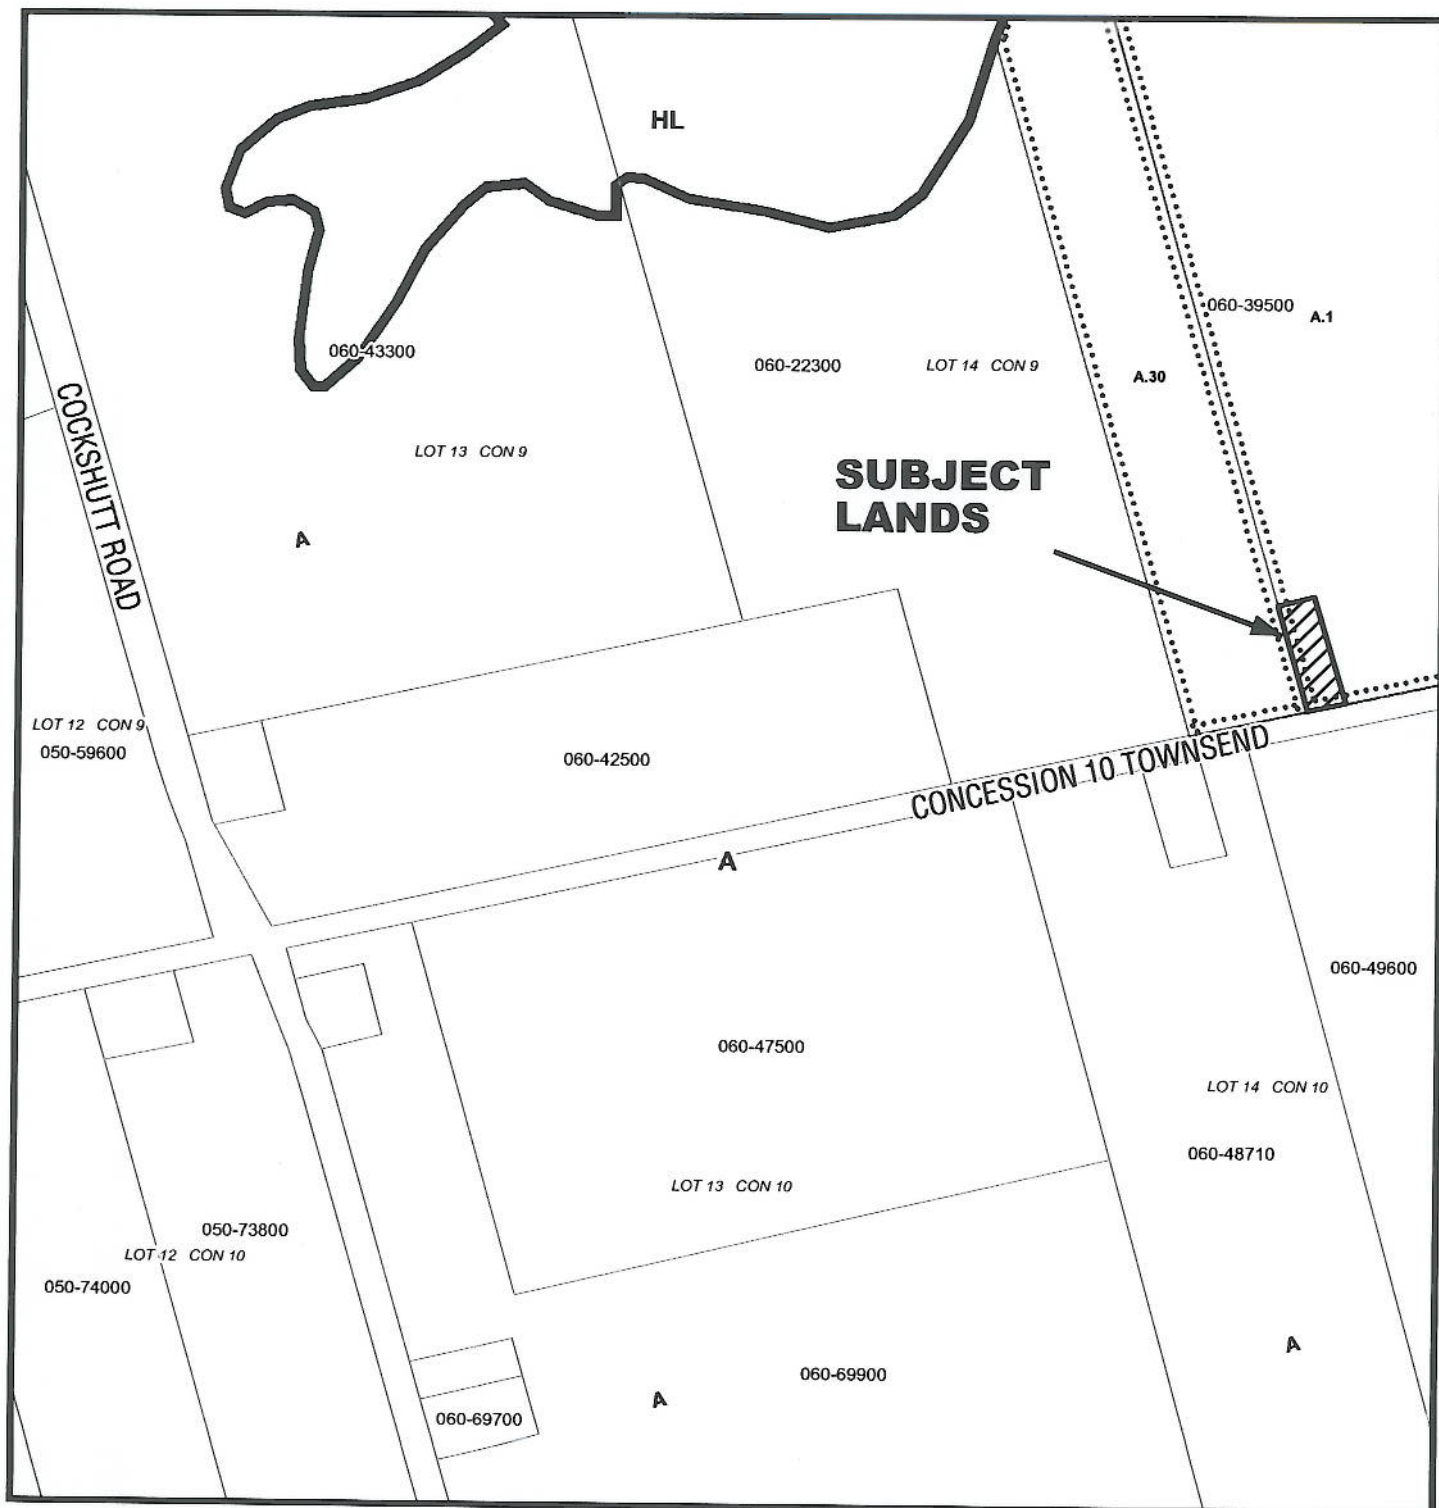 HL
060-39500
A.1
060-43300
060-22300
LOT 14 CON 9
A.30
LOT 13 CON 9
SUBJECT
LANDS
COCKSHUTT ROAD
A
LOT 12 CON 9
050-59600
060-42500
CONCESSION 10 TOWNSEND
A
060-49600
060-47500
LOT 14 CON 10
060-48710
LOT 13 CON 10
050-73800
LOT 12 CON 10
050-74000
A
060-69900
A
060-69700